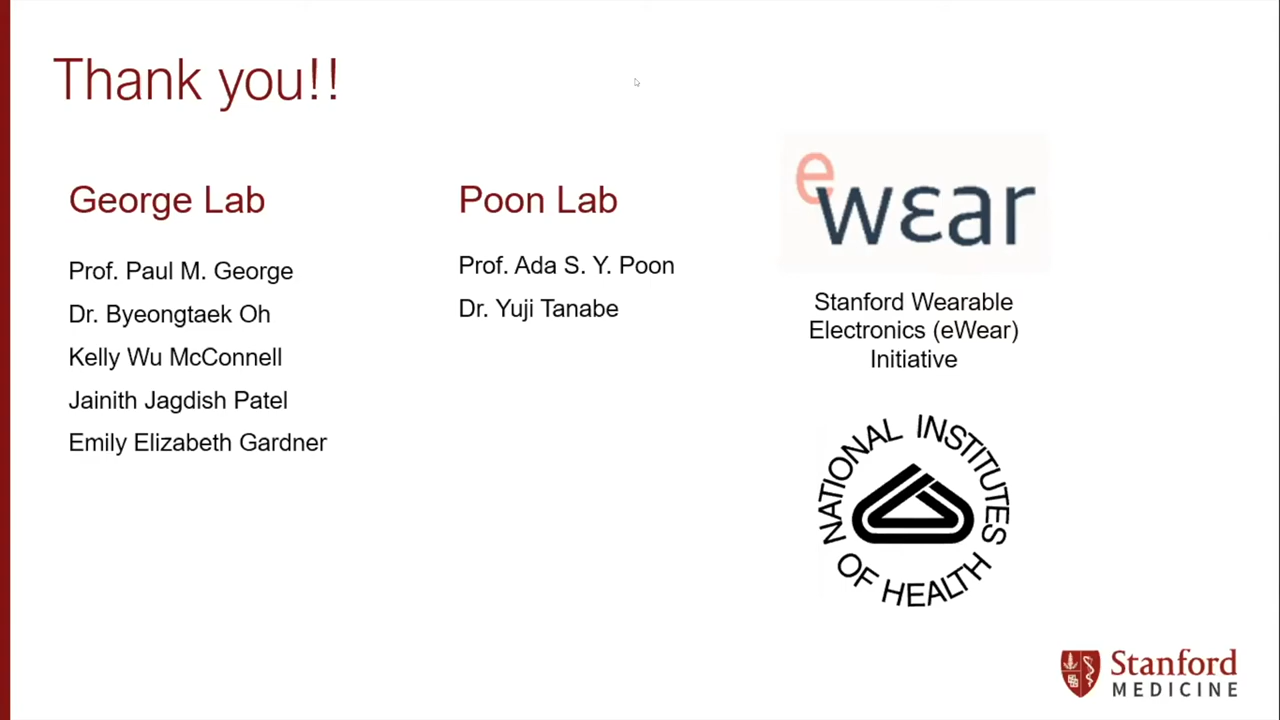 Thank you!!
George Lab
Prof. Paul M. George
Dr. Byeongtaek Oh
Kelly Wu McConnell
Jainith Jagdish Patel
Emily Elizabeth Gardner
Poon Lab
Prof. Ada S. Y. Poon
Dr. Yuji Tanabe
ewεar
Stanford Wearable
Electronics (eWear)
Initiative
NATIONAL INSTITUTES
OF HEALTH
Stanford
MEDICINE